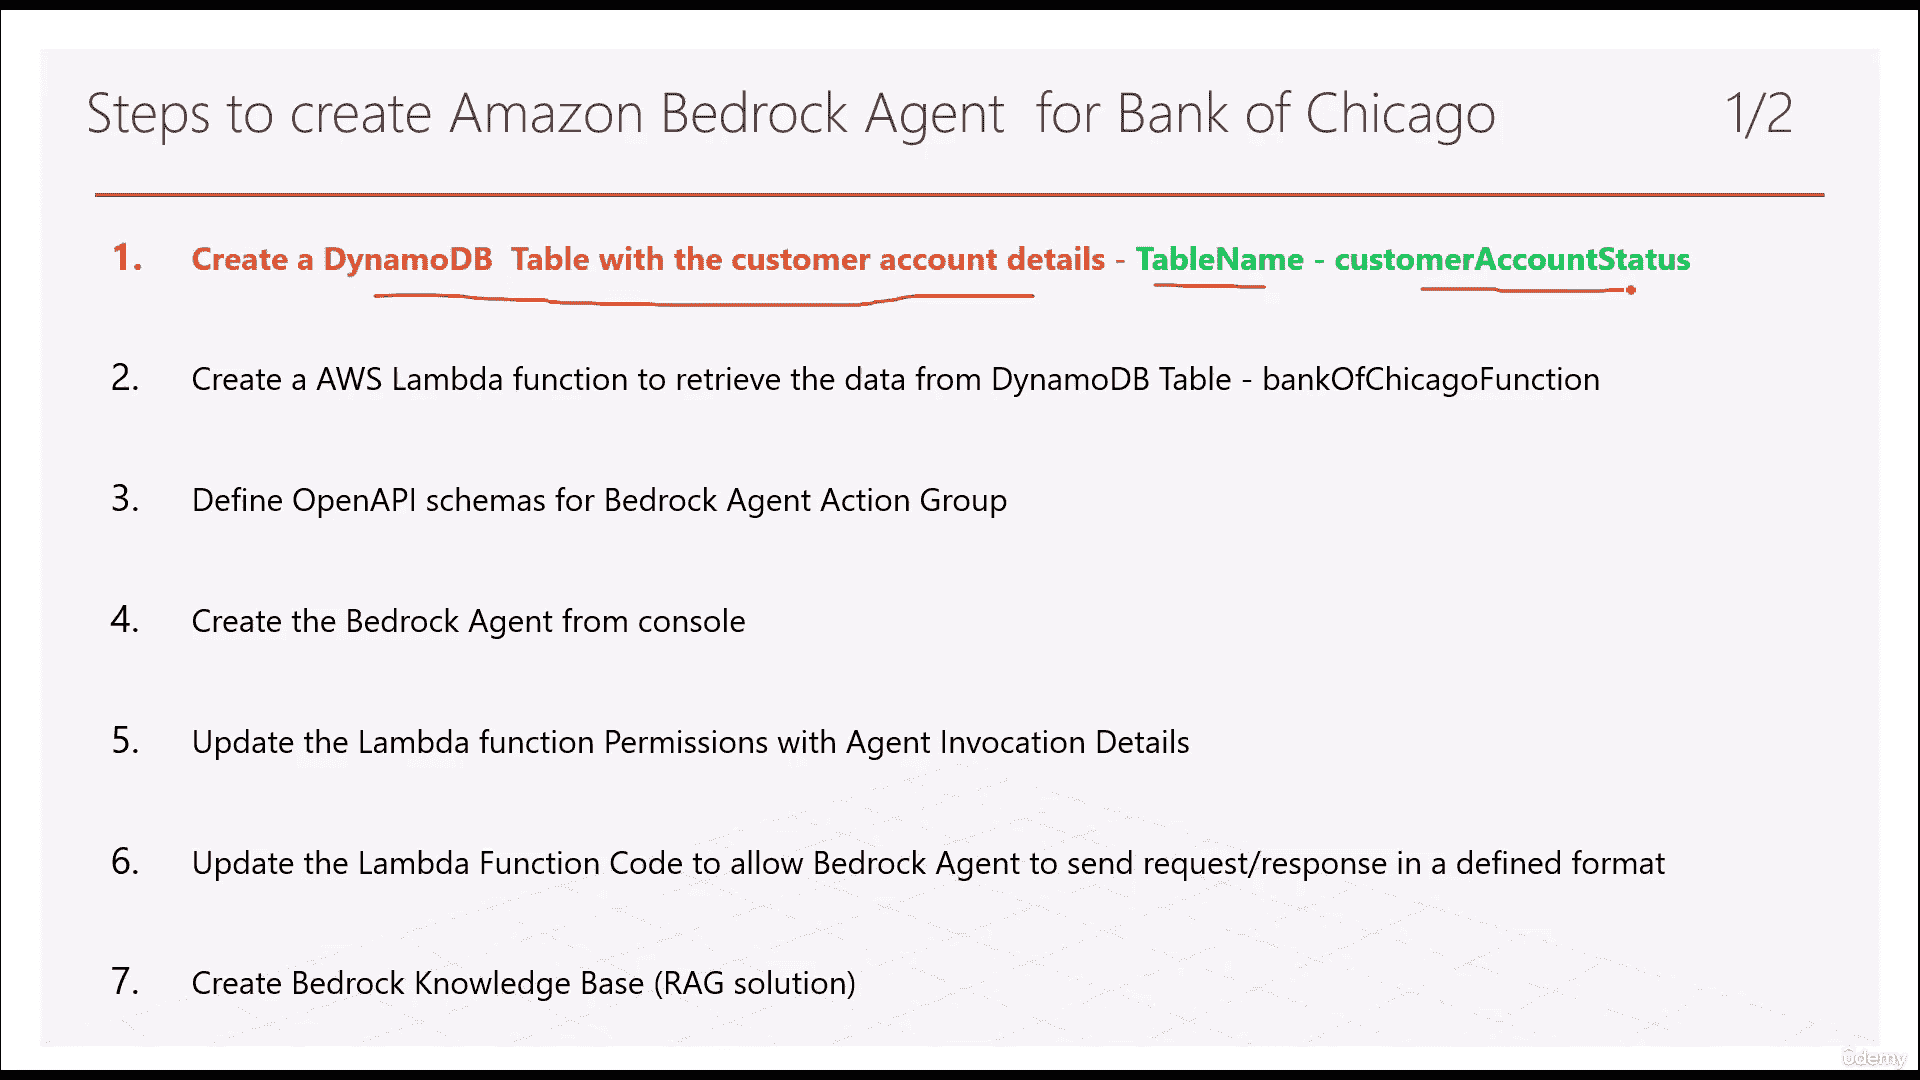 Steps to create Amazon Bedrock Agent for Bank of Chicago 1/2
1. Create a DynamoDB Table with the customer account details - TableName - customerAccountStatus
2. Create a AWS Lambda function to retrieve the data from DynamoDB Table - bankOfChicagoFunction
3. Define OpenAPI schemas for Bedrock Agent Action Group
4. Create the Bedrock Agent from console
5. Update the Lambda function Permissions with Agent Invocation Details
6. Update the Lambda Function Code to allow Bedrock Agent to send request/response in a defined format
7. Create Bedrock Knowledge Base (RAG solution)
ûdemy